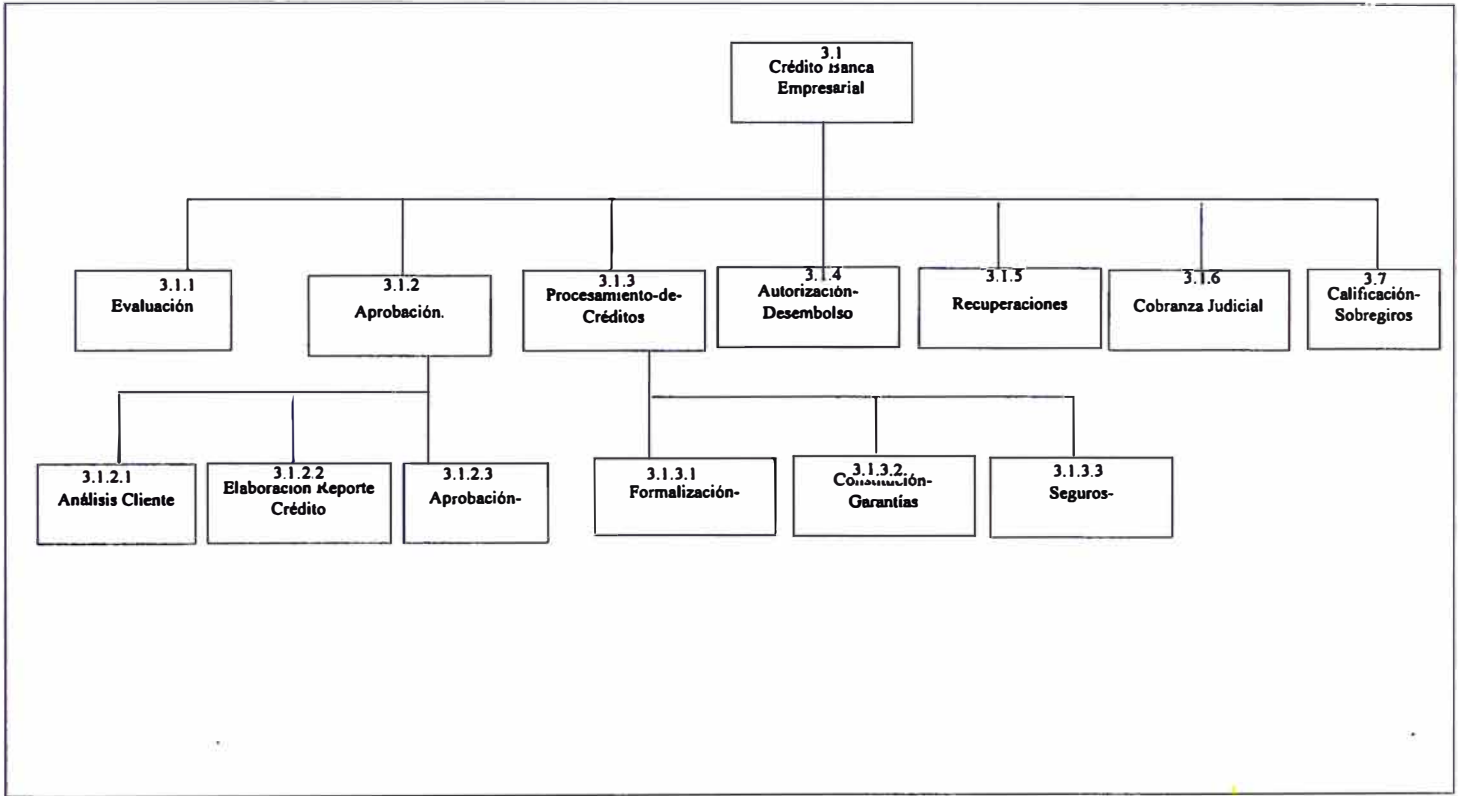 3.1
Crédito Banca
Empresarial
3.1.1
Evaluación
3.1.2
Aprobación.
3.1.3
Procesamiento-de-
Créditos
3.1.4
Autorización-
Desembolso
3.1.5
Recuperaciones
3.1.6
Cobranza Judicial
3.7
Calificación-
Sobregiros
3.1.2.1
Análisis Cliente
3.1.2.2
Elaboración Reporte
Crédito
3.1.2.3
Aprobación-
3.1.3.1
Formalización-
3.1.3.2.
Constitución-
Garantías
3.1.3.3
Seguros-